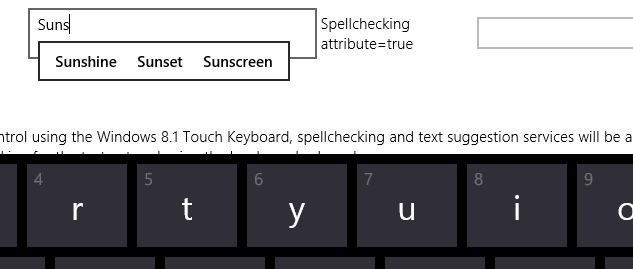 Suns
Spellchecking
attribute=true
Sunshine Sunset Sunscreen
ntrol using the Windows 8.1 Touch Keyboard, spellchecking and text suggestion services will be a
4 5 6 7 8 9
r t y u i o